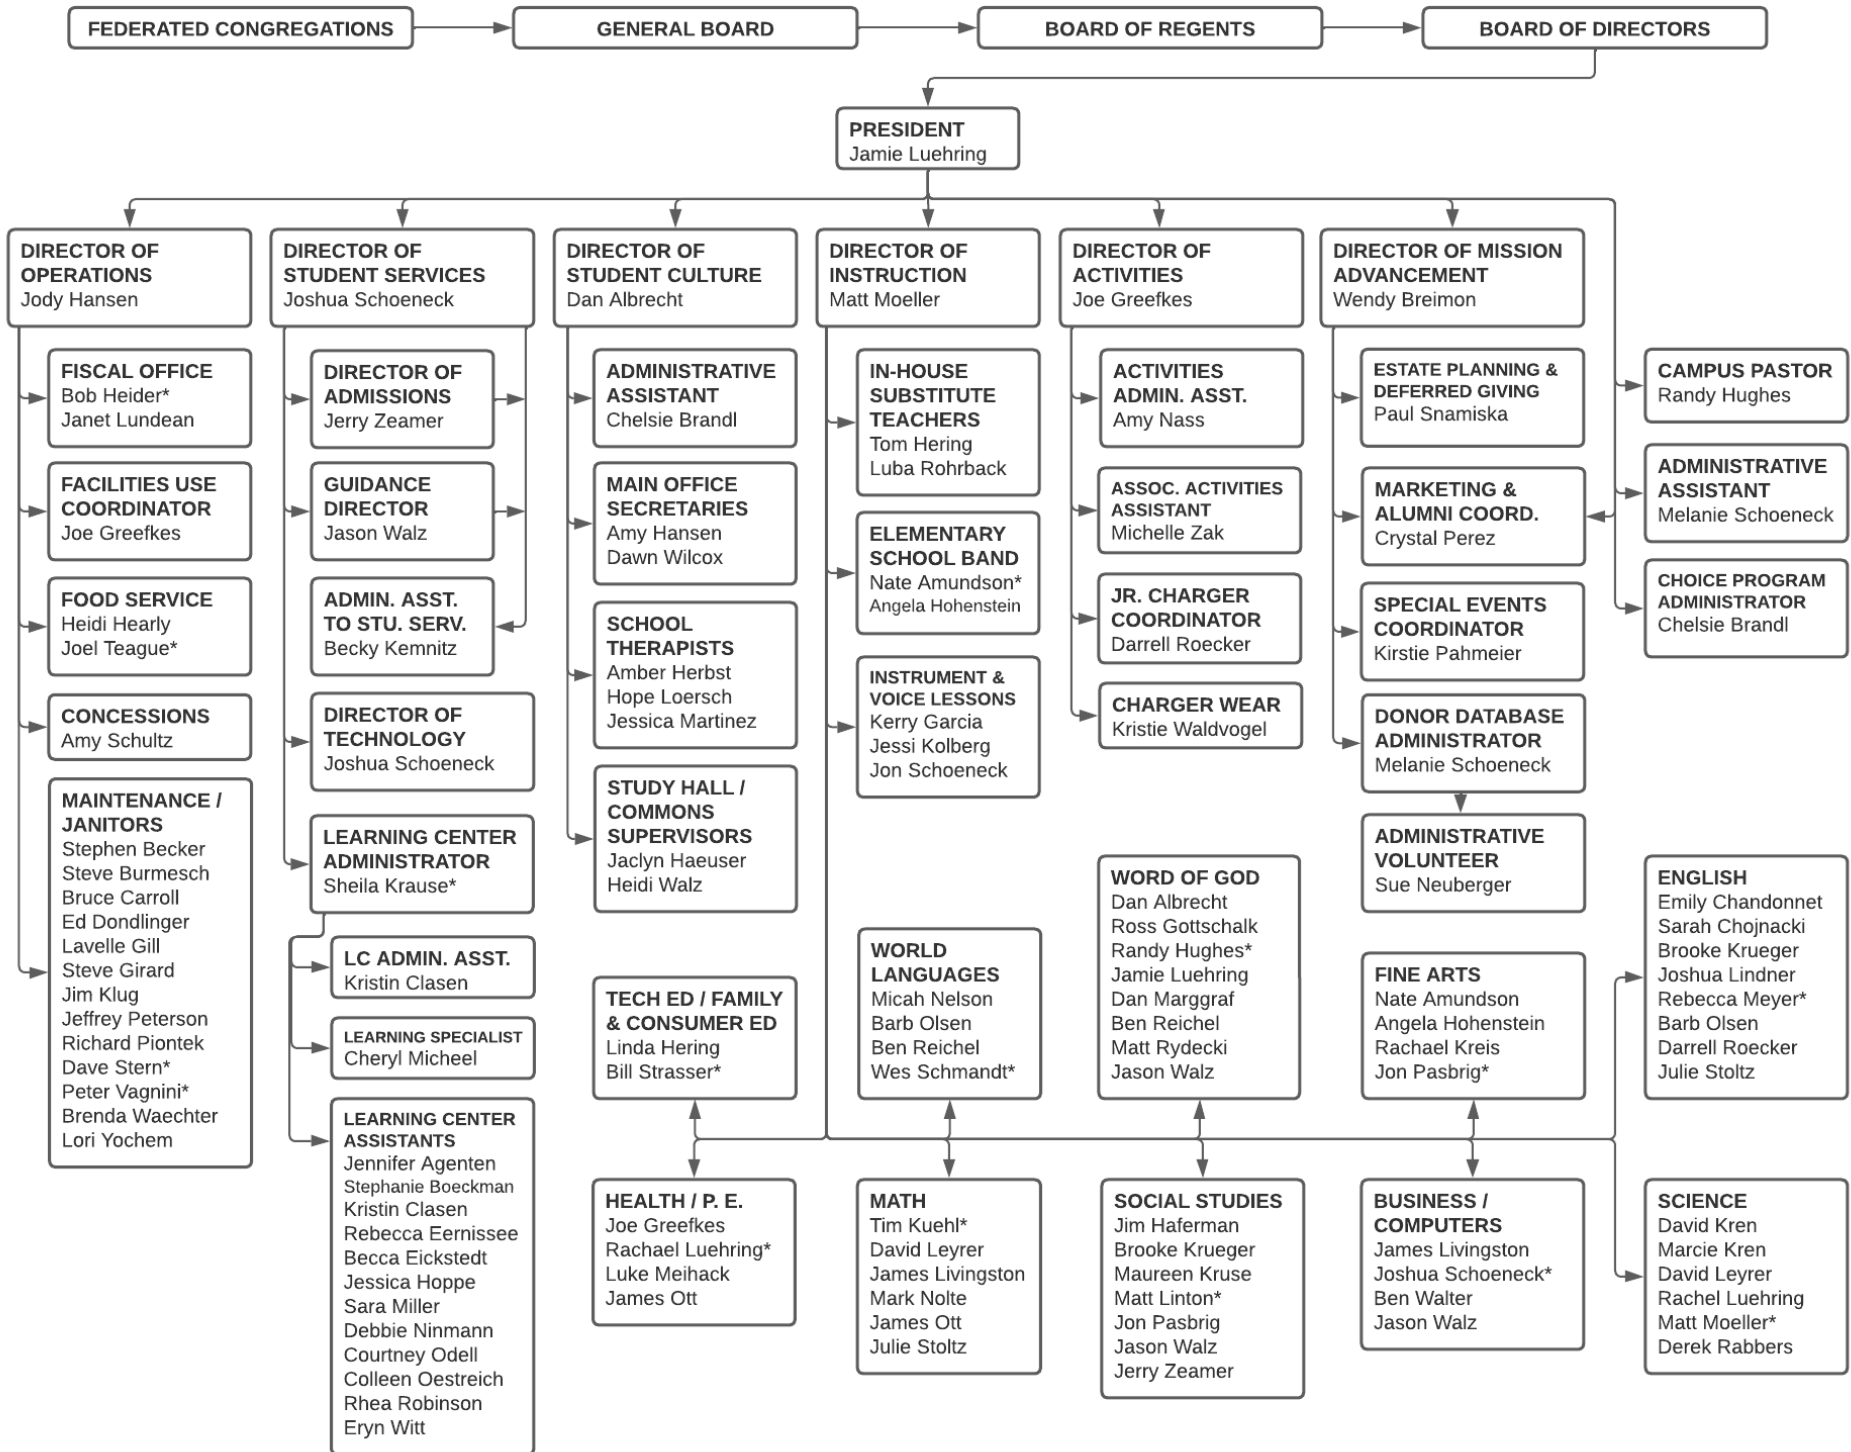 FEDERATED CONGREGATIONS
GENERAL BOARD
BOARD OF REGENTS
BOARD OF DIRECTORS
PRESIDENT
Jamie Luehring
DIRECTOR OF
OPERATIONS
Jody Hansen
FISCAL OFFICE
Bob Heider*
Janet Lundean
FACILITIES USE
COORDINATOR
Joe Greefkes
FOOD SERVICE
Heidi Hearly
Joel Teague*
CONCESSIONS
Amy Schultz
MAINTENANCE /
JANITORS
Stephen Becker
Steve Burmesch
Bruce Carroll
Ed Dondlinger
Lavelle Gill
Steve Girard
Jim Klug
Jeffrey Peterson
Richard Piontek
Dave Stern*
Peter Vagnini*
Brenda Waechter
Lori Yochem
DIRECTOR OF
STUDENT SERVICES
Joshua Schoeneck
DIRECTOR OF
ADMISSIONS
Jerry Zeamer
GUIDANCE
DIRECTOR
Jason Walz
ADMIN. ASST.
TO STU. SERV.
Becky Kemnitz
DIRECTOR OF
TECHNOLOGY
Joshua Schoeneck
LEARNING CENTER
ADMINISTRATOR
Sheila Krause*
LC ADMIN. ASST.
Kristin Clasen
LEARNING SPECIALIST
Cheryl Micheel
LEARNING CENTER
ASSISTANTS
Jennifer Agenten
Stephanie Boeckman
Kristin Clasen
Rebecca Eernissee
Becca Eickstedt
Jessica Hoppe
Sara Miller
Debbie Ninmann
Courtney Odell
Colleen Oestreich
Rhea Robinson
Eryn Witt
DIRECTOR OF
STUDENT CULTURE
Dan Albrecht
ADMINISTRATIVE
ASSISTANT
Chelsie Brandl
MAIN OFFICE
SECRETARIES
Amy Hansen
Dawn Wilcox
SCHOOL
THERAPISTS
Amber Herbst
Hope Loersch
Jessica Martinez
STUDY HALL /
COMMONS
SUPERVISORS
Jaclyn Haeuser
Heidi Walz
DIRECTOR OF
INSTRUCTION
Matt Moeller
IN-HOUSE
SUBSTITUTE
TEACHERS
Tom Hering
Luba Rohrback
ELEMENTARY
SCHOOL BAND
Nate Amundson*
Angela Hohenstein
INSTRUMENT &
VOICE LESSONS
Kerry Garcia
Jessi Kolberg
Jon Schoeneck
DIRECTOR OF
ACTIVITIES
Joe Greefkes
ACTIVITIES
ADMIN. ASST.
Amy Nass
ASSOC. ACTIVITIES
ASSISTANT
Michelle Zak
JR. CHARGER
COORDINATOR
Darrell Roecker
CHARGER WEAR
Kristie Waldvogel
DIRECTOR OF MISSION
ADVANCEMENT
Wendy Breimon
ESTATE PLANNING &
DEFERRED GIVING
Paul Snamiska
MARKETING &
ALUMNI COORD.
Crystal Perez
SPECIAL EVENTS
COORDINATOR
Kirstie Pahmeier
DONOR DATABASE
ADMINISTRATOR
Melanie Schoeneck
ADMINISTRATIVE
VOLUNTEER
Sue Neuberger
CAMPUS PASTOR
Randy Hughes
ADMINISTRATIVE
ASSISTANT
Melanie Schoeneck
CHOICE PROGRAM
ADMINISTRATOR
Chelsie Brandl
TECH ED / FAMILY
& CONSUMER ED
Linda Hering
Bill Strasser*
WORLD
LANGUAGES
Micah Nelson
Barb Olsen
Ben Reichel
Wes Schmandt*
WORD OF GOD
Dan Albrecht
Ross Gottschalk
Randy Hughes*
Jamie Luehring
Dan Marggraf
Ben Reichel
Matt Rydecki
Jason Walz
FINE ARTS
Nate Amundson
Angela Hohenstein
Rachael Kreis
Jon Pasbrig*
ENGLISH
Emily Chandonnet
Sarah Chojnacki
Brooke Krueger
Joshua Lindner
Rebecca Meyer*
Barb Olsen
Darrell Roecker
Julie Stoltz
HEALTH / P. E.
Joe Greefkes
Rachael Luehring*
Luke Meihack
James Ott
MATH
Tim Kuehl*
David Leyrer
James Livingston
Mark Nolte
James Ott
Julie Stoltz
SOCIAL STUDIES
Jim Haferman
Brooke Krueger
Maureen Kruse
Matt Linton*
Jon Pasbrig
Jason Walz
Jerry Zeamer
BUSINESS /
COMPUTERS
James Livingston
Joshua Schoeneck*
Ben Walter
Jason Walz
SCIENCE
David Kren
Marcie Kren
David Leyrer
Rachel Luehring
Matt Moeller*
Derek Rabbers